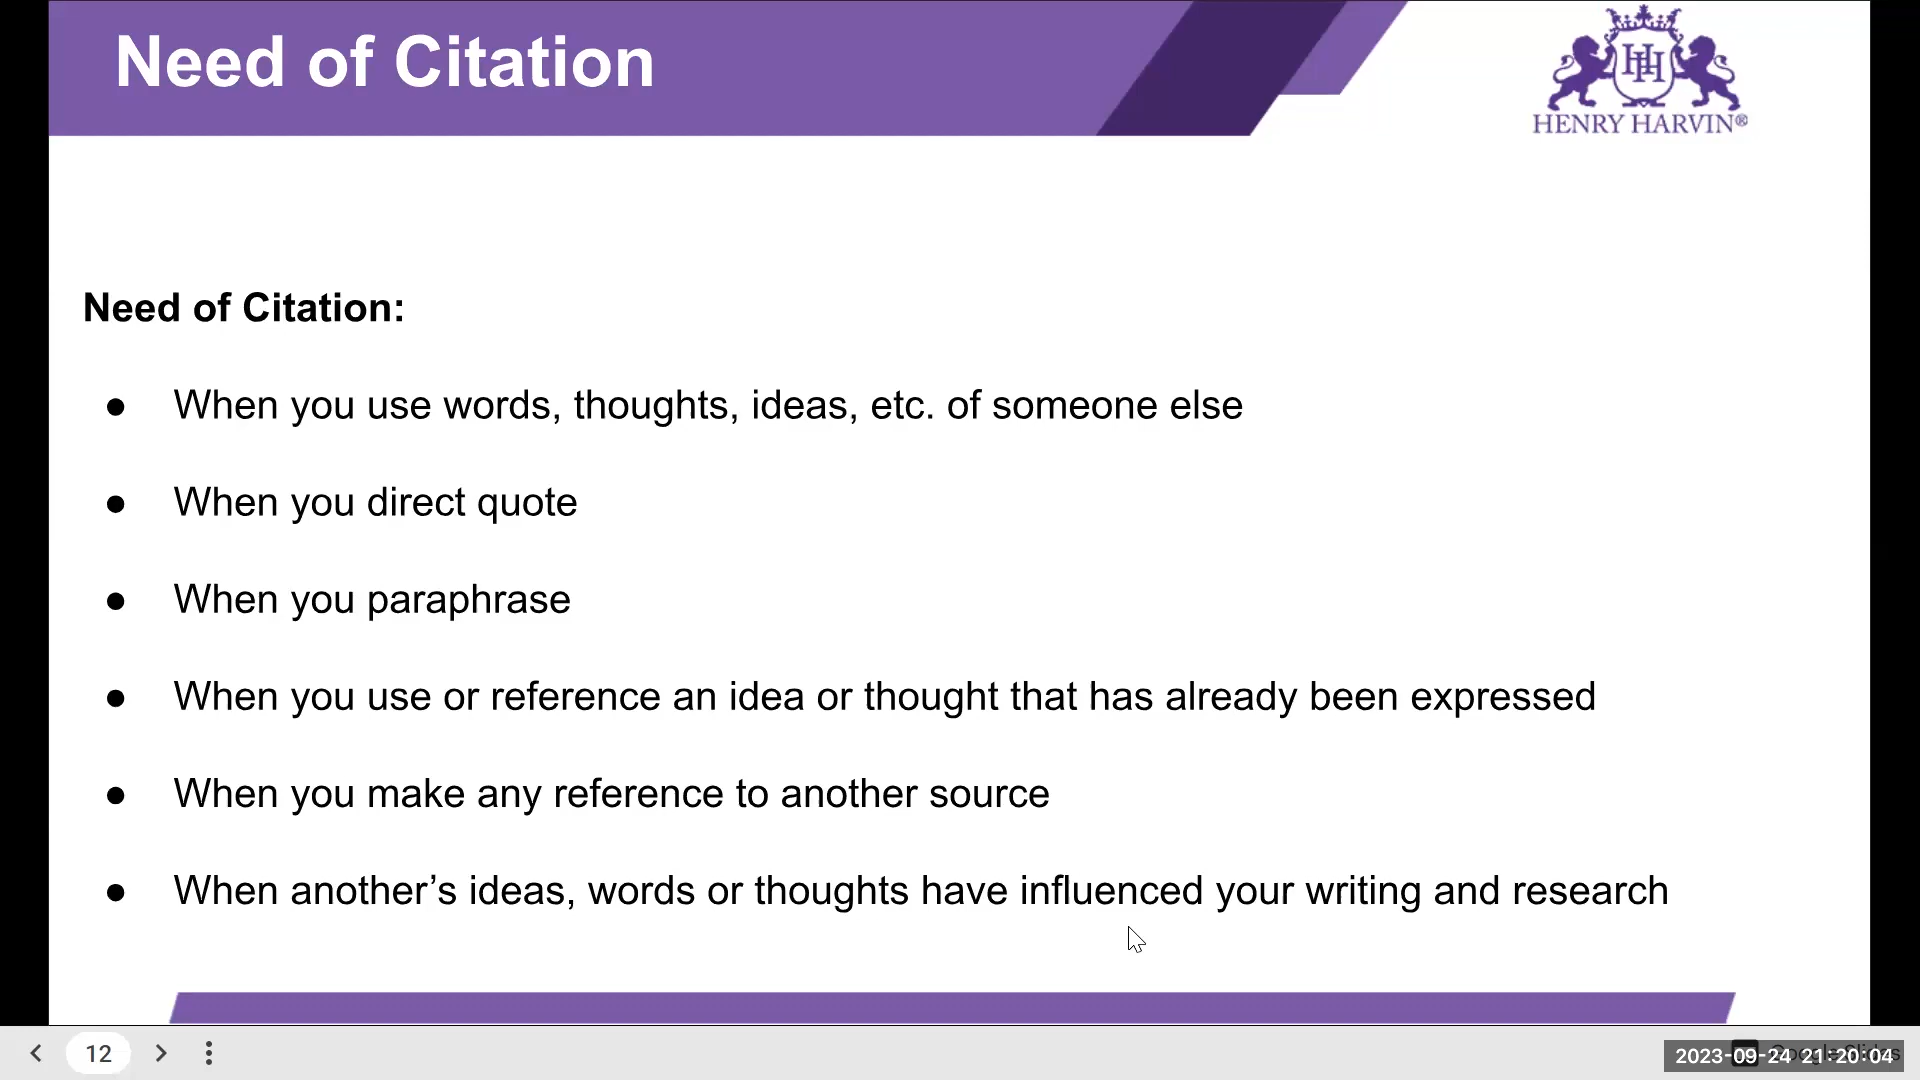 Need of Citation
HENRY HARVIN®
Need of Citation:
● When you use words, thoughts, ideas, etc. of someone else
● When you direct quote
● When you paraphrase
● When you use or reference an idea or thought that has already been expressed
● When you make any reference to another source
● When another’s ideas, words or thoughts have influenced your writing and research
12
2023-09-24 21:20:04